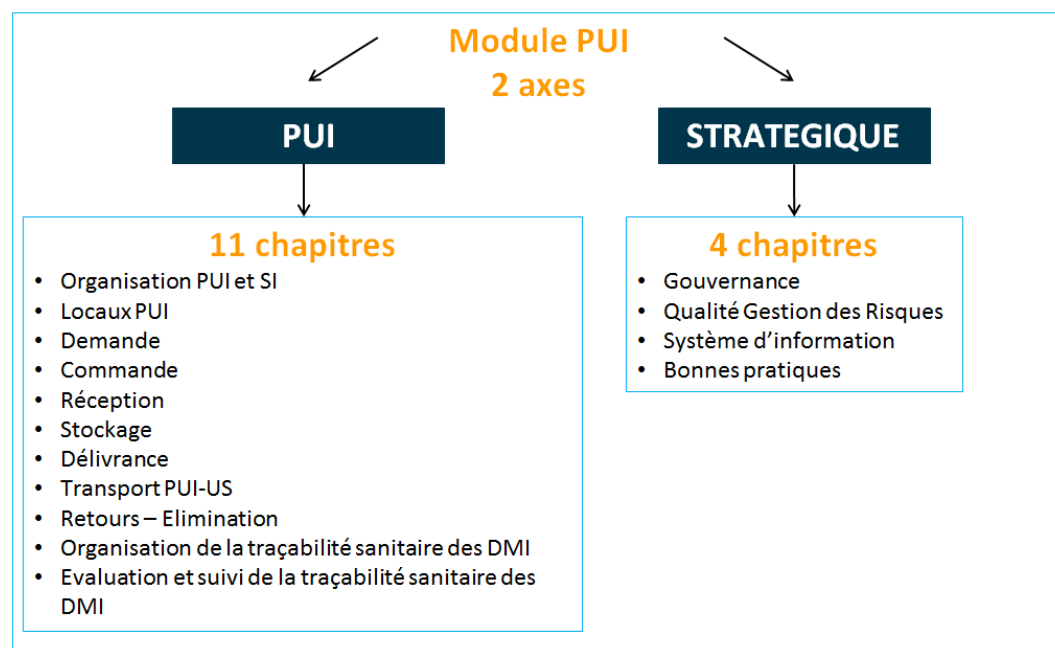 Module PUI
2 axes
PUI
STRATEGIQUE
11 chapitres
• Organisation PUI et SI
• Locaux PUI
• Demande
• Commande
• Réception
• Stockage
• Délivrance
• Transport PUI-US
• Retours – Elimination
• Organisation de la traçabilité sanitaire des DMI
• Evaluation et suivi de la traçabilité sanitaire des
DMI
4 chapitres
• Gouvernance
• Qualité Gestion des Risques
• Système d’information
• Bonnes pratiques